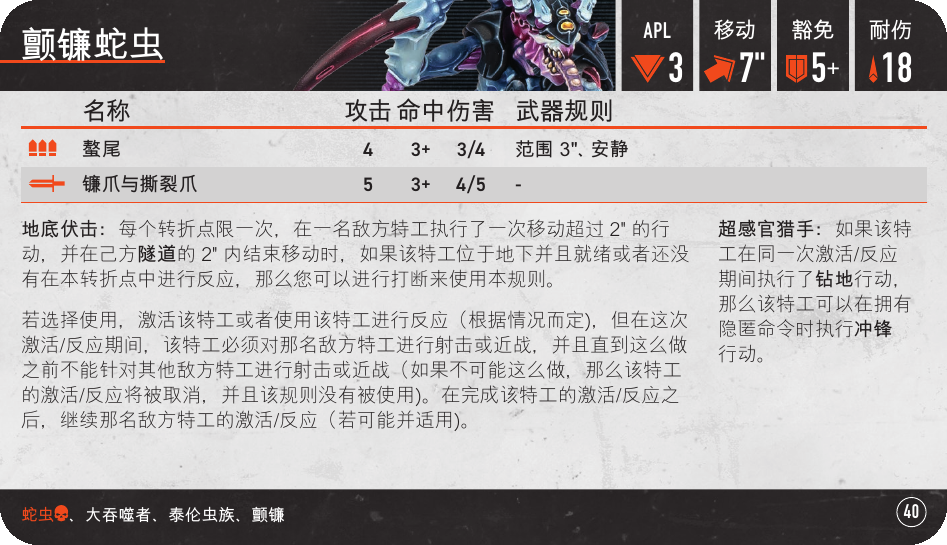 颤镰蛇虫
APL 移动 豁免 耐伤
3 7" 5+ 18
名称 攻击 命中 伤害 武器规则
螯尾 4 3+ 3/4 范围 3"、安静
镰爪与撕裂爪 5 3+ 4/5 -
地底伏击：每个转折点限一次，在一名敌方特工执行了一次移动超过 2" 的行
动，并在己方隧道的 2" 内结束移动时，如果该特工位于地下并且就绪或者还没
有在本转折点中进行反应，那么您可以进行打断来使用本规则。
若选择使用，激活该特工或者使用该特工进行反应（根据情况而定)，但在这次
激活/反应期间，该特工必须对那名敌方特工进行射击或近战，并且直到这么做
之前不能针对其他敌方特工进行射击或近战（如果不可能这么做，那么该特工
的激活/反应将被取消，并且该规则没有被使用)。在完成该特工的激活/反应之
后，继续那名敌方特工的激活/反应（若可能并适用)。
超感官猎手：如果该特
工在同一次激活/反应
期间执行了钻地行动，
那么该特工可以在拥有
隐匿命令时执行冲锋
行动。
蛇虫、大吞噬者、泰伦虫族、颤镰
40